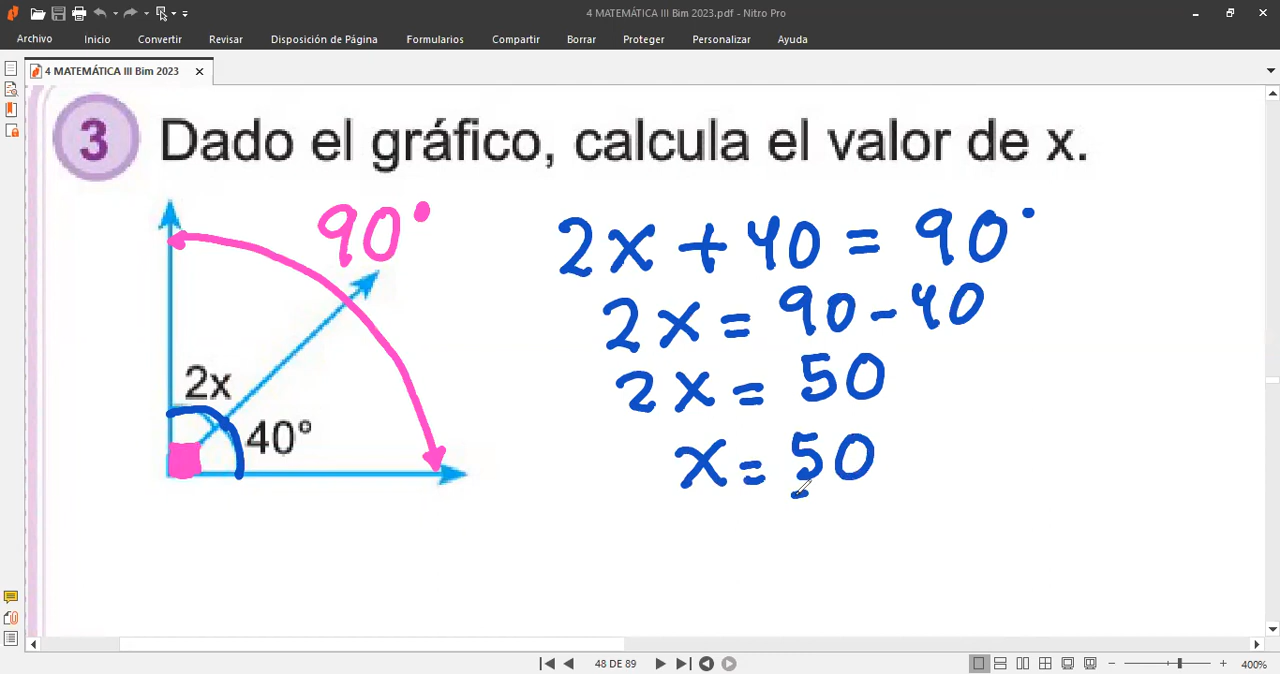 4 MATEMÁTICA III Bim 2023.pdf - Nitro Pro
Archivo Inicio Convertir Revisar Disposición de Página Formularios Compartir Borrar Proteger Personalizar Ayuda
4 MATEMÁTICA III Bim 2023
3 Dado el gráfico, calcula el valor de x.
90°
2x
40°
2x + 40 = 90°
2x = 90 - 40
2x = 50
x = 50
48 DE 89
400%